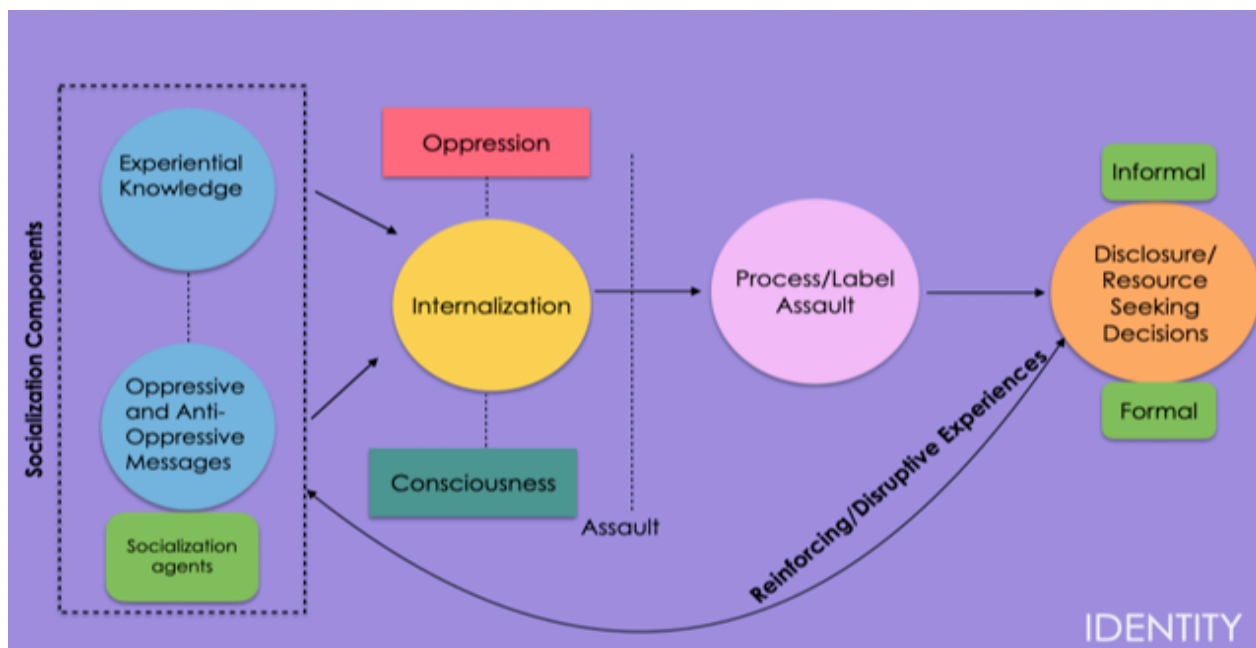 Socialization Components
Experiential
Knowledge
Oppressive
and Anti-
Oppressive
Messages
Socialization
agents
Oppression
Internalization
Consciousness
Assault
Process/Label
Assault
Informal
Disclosure/
Resource
Seeking
Decisions
Formal
Reinforcing/Disruptive Experiences
IDENTITY